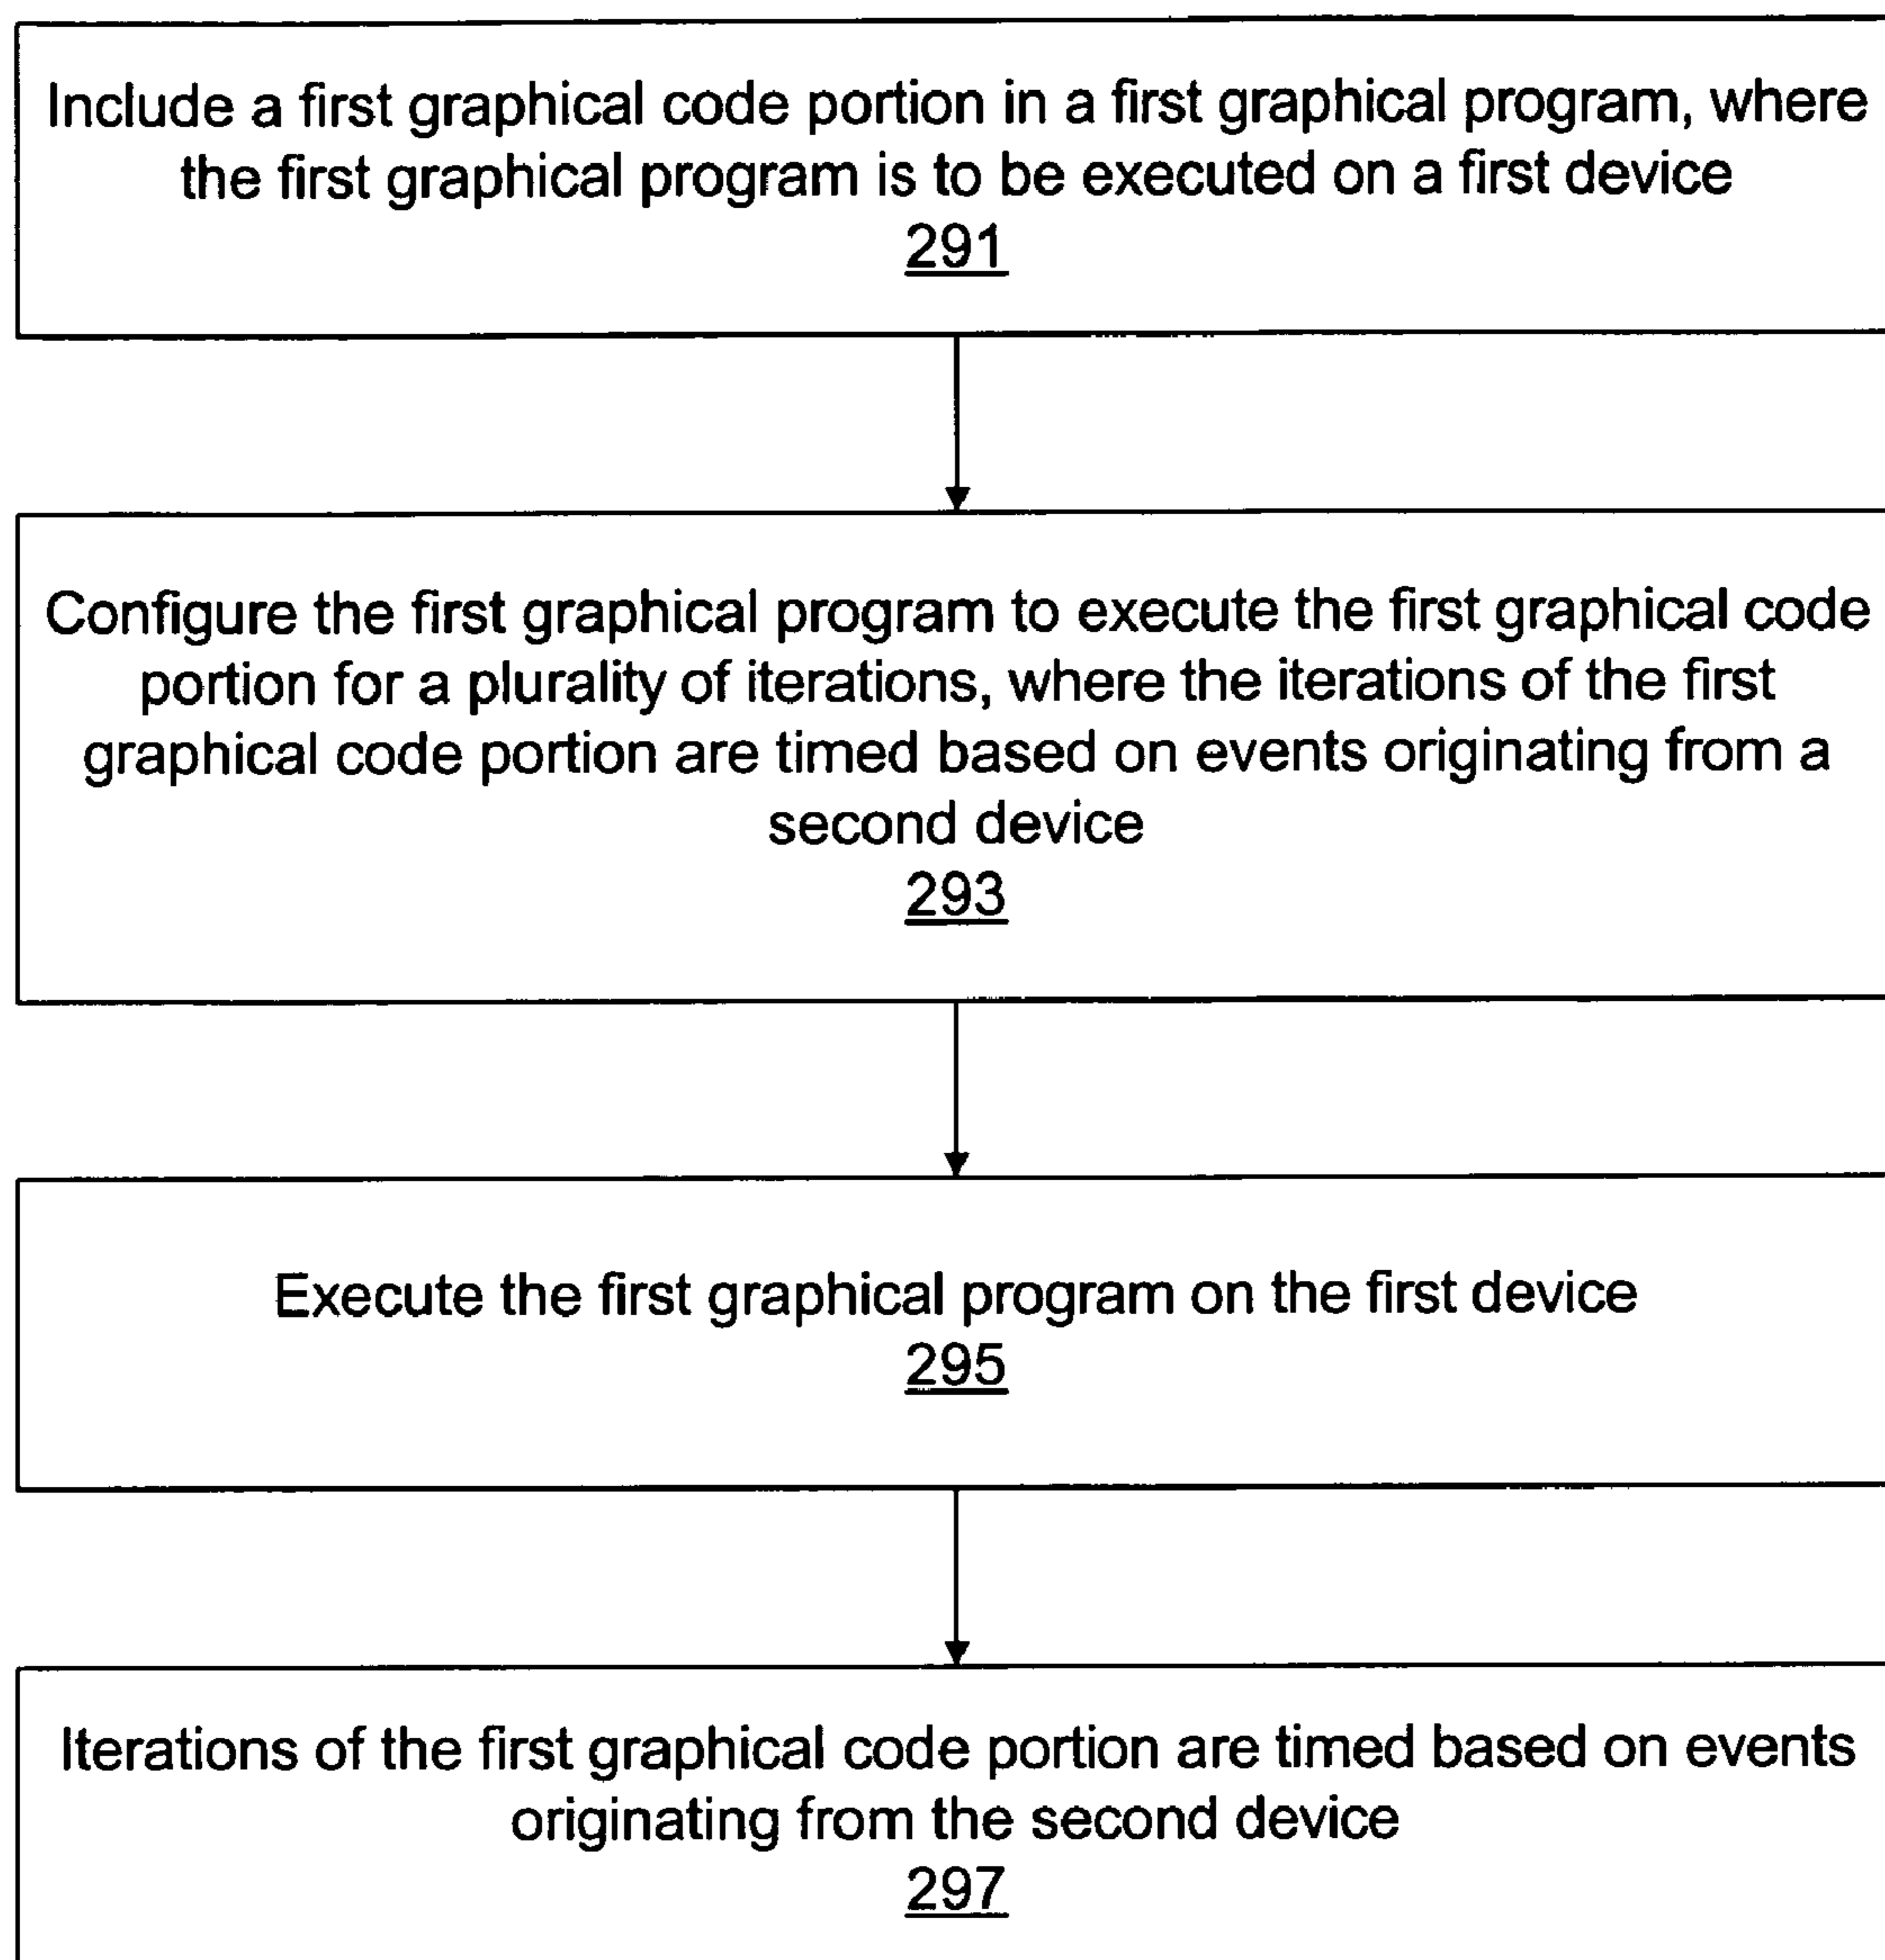 Include a first graphical code portion in a first graphical program, where
the first graphical program is to be executed on a first device
291
Configure the first graphical program to execute the first graphical code
portion for a plurality of iterations, where the iterations of the first
graphical code portion are timed based on events originating from a
second device
293
Execute the first graphical program on the first device
295
Iterations of the first graphical code portion are timed based on events
originating from the second device
297